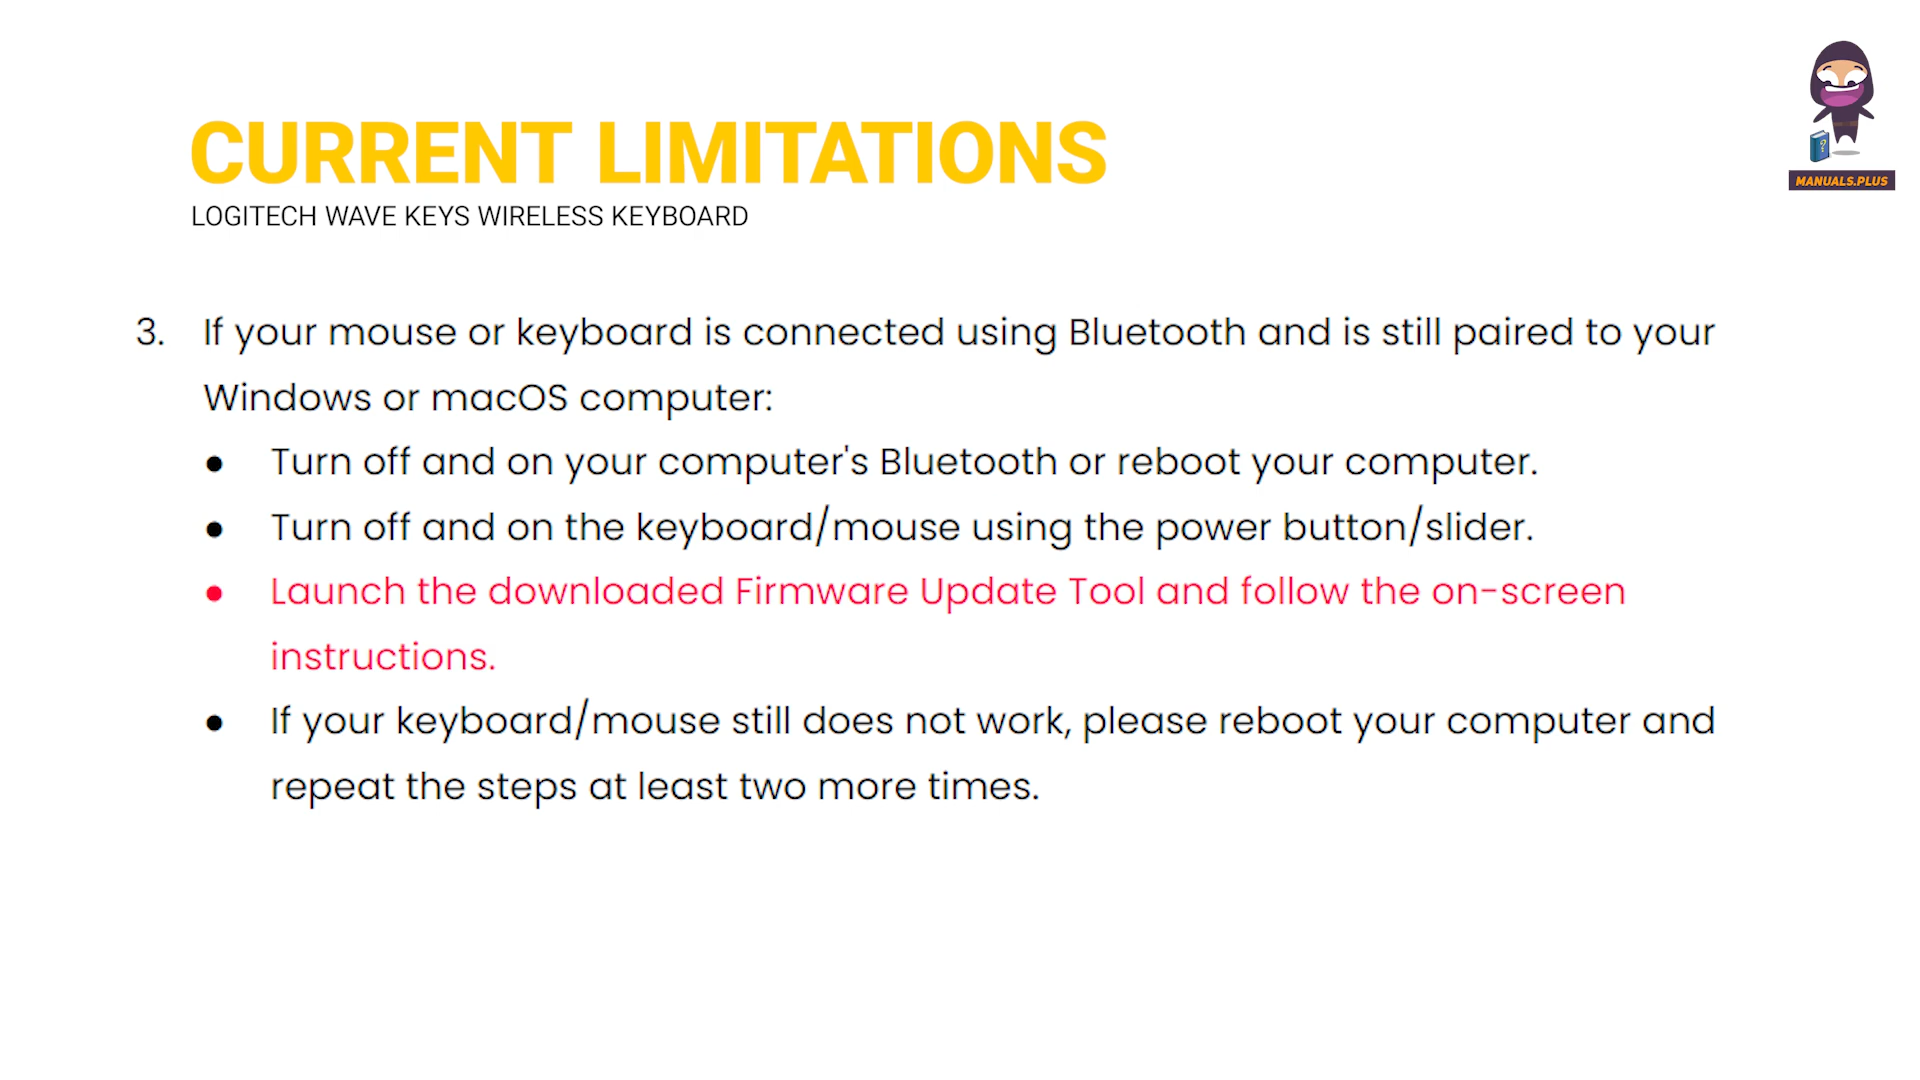 CURRENT LIMITATIONS
LOGITECH WAVE KEYS WIRELESS KEYBOARD
MANUALS.PLUS
3. If your mouse or keyboard is connected using Bluetooth and is still paired to your
Windows or macOS computer:
● Turn off and on your computer's Bluetooth or reboot your computer.
● Turn off and on the keyboard/mouse using the power button/slider.
● Launch the downloaded Firmware Update Tool and follow the on-screen
instructions.
● If your keyboard/mouse still does not work, please reboot your computer and
repeat the steps at least two more times.